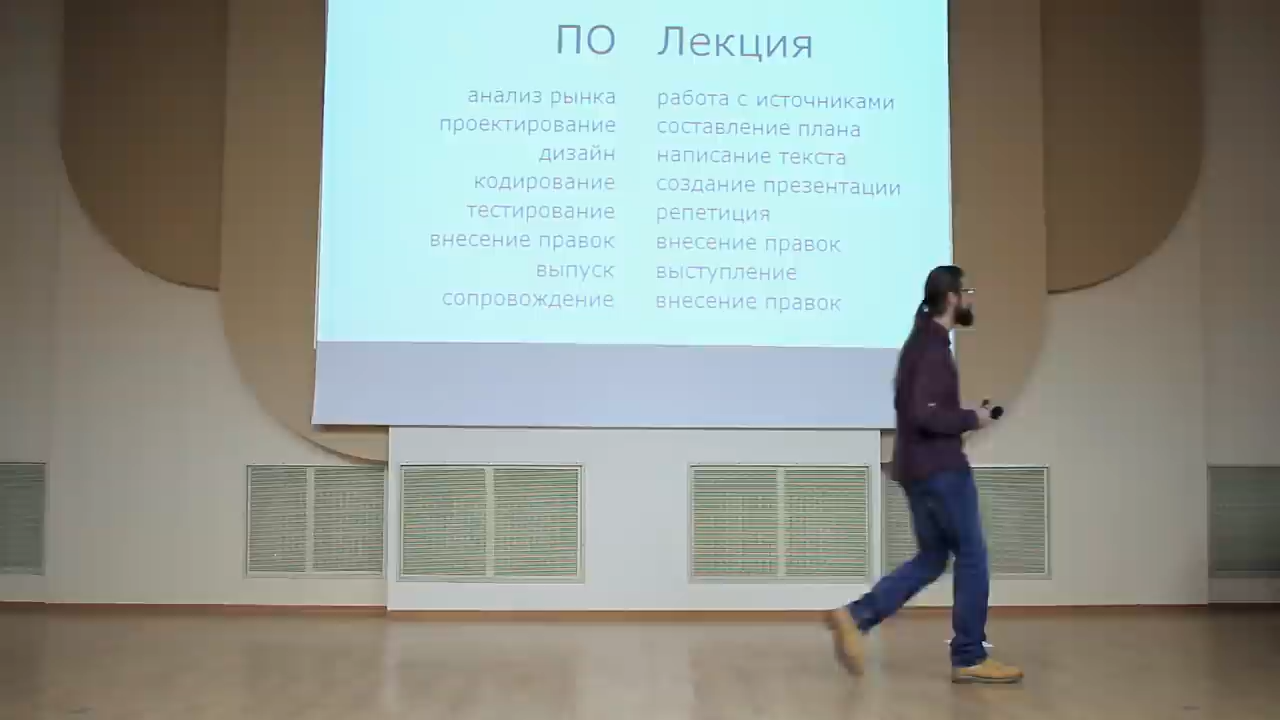 ПО Лекция
анализ рынка работа с источниками
проектирование составление плана
дизайн написание текста
кодирование создание презентации
тестирование репетиция
внесение правок внесение правок
выпуск выступление
сопровождение внесение правок